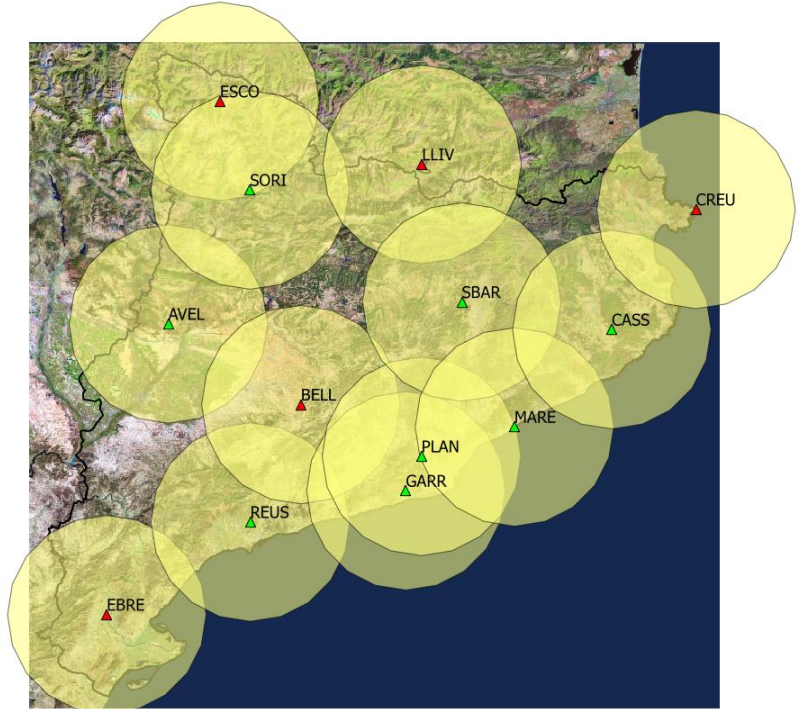 ESCO
LLIV
SORI
CREU
SBAR
AVEL
CASS
BELL
MARE
PLAN
GARR
REUS
EBRE